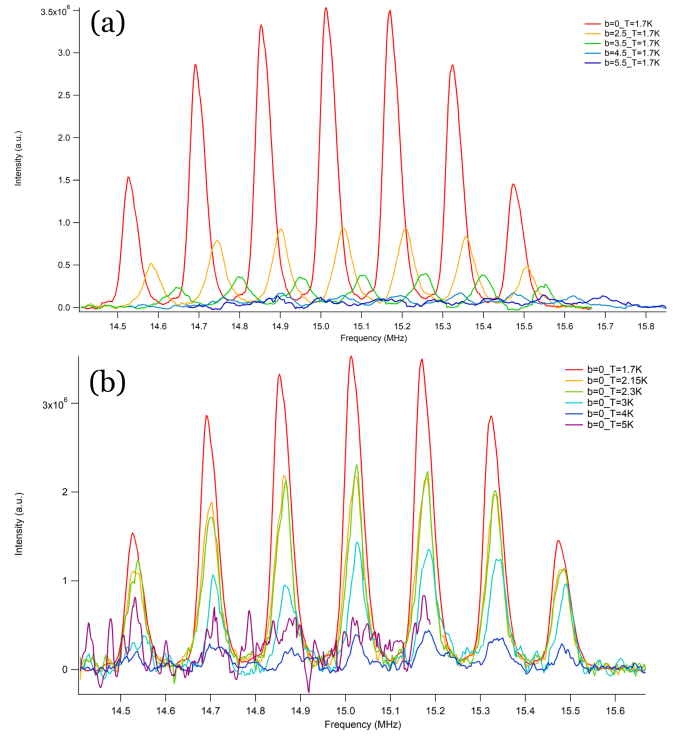 (a)
3.5x10⁶
3.0
2.5
2.0
1.5
1.0
0.5
0.0
Intensity (a.u.)
b=0_T=1.7K
b=2.5_T=1.7K
b=3.5_T=1.7K
b=4.5_T=1.7K
b=5.5_T=1.7K
14.5 14.6 14.7 14.8 14.9 15.0 15.1 15.2 15.3 15.4 15.5 15.6 15.7 15.8
Frequency (MHz)
(b)
3x10⁶
2
1
0
Intensity (a.u.)
b=0_T=1.7K
b=0_T=2.15K
b=0_T=2.3K
b=0_T=3K
b=0_T=4K
b=0_T=5K
14.5 14.6 14.7 14.8 14.9 15.0 15.1 15.2 15.3 15.4 15.5 15.6
Frequency (MHz)